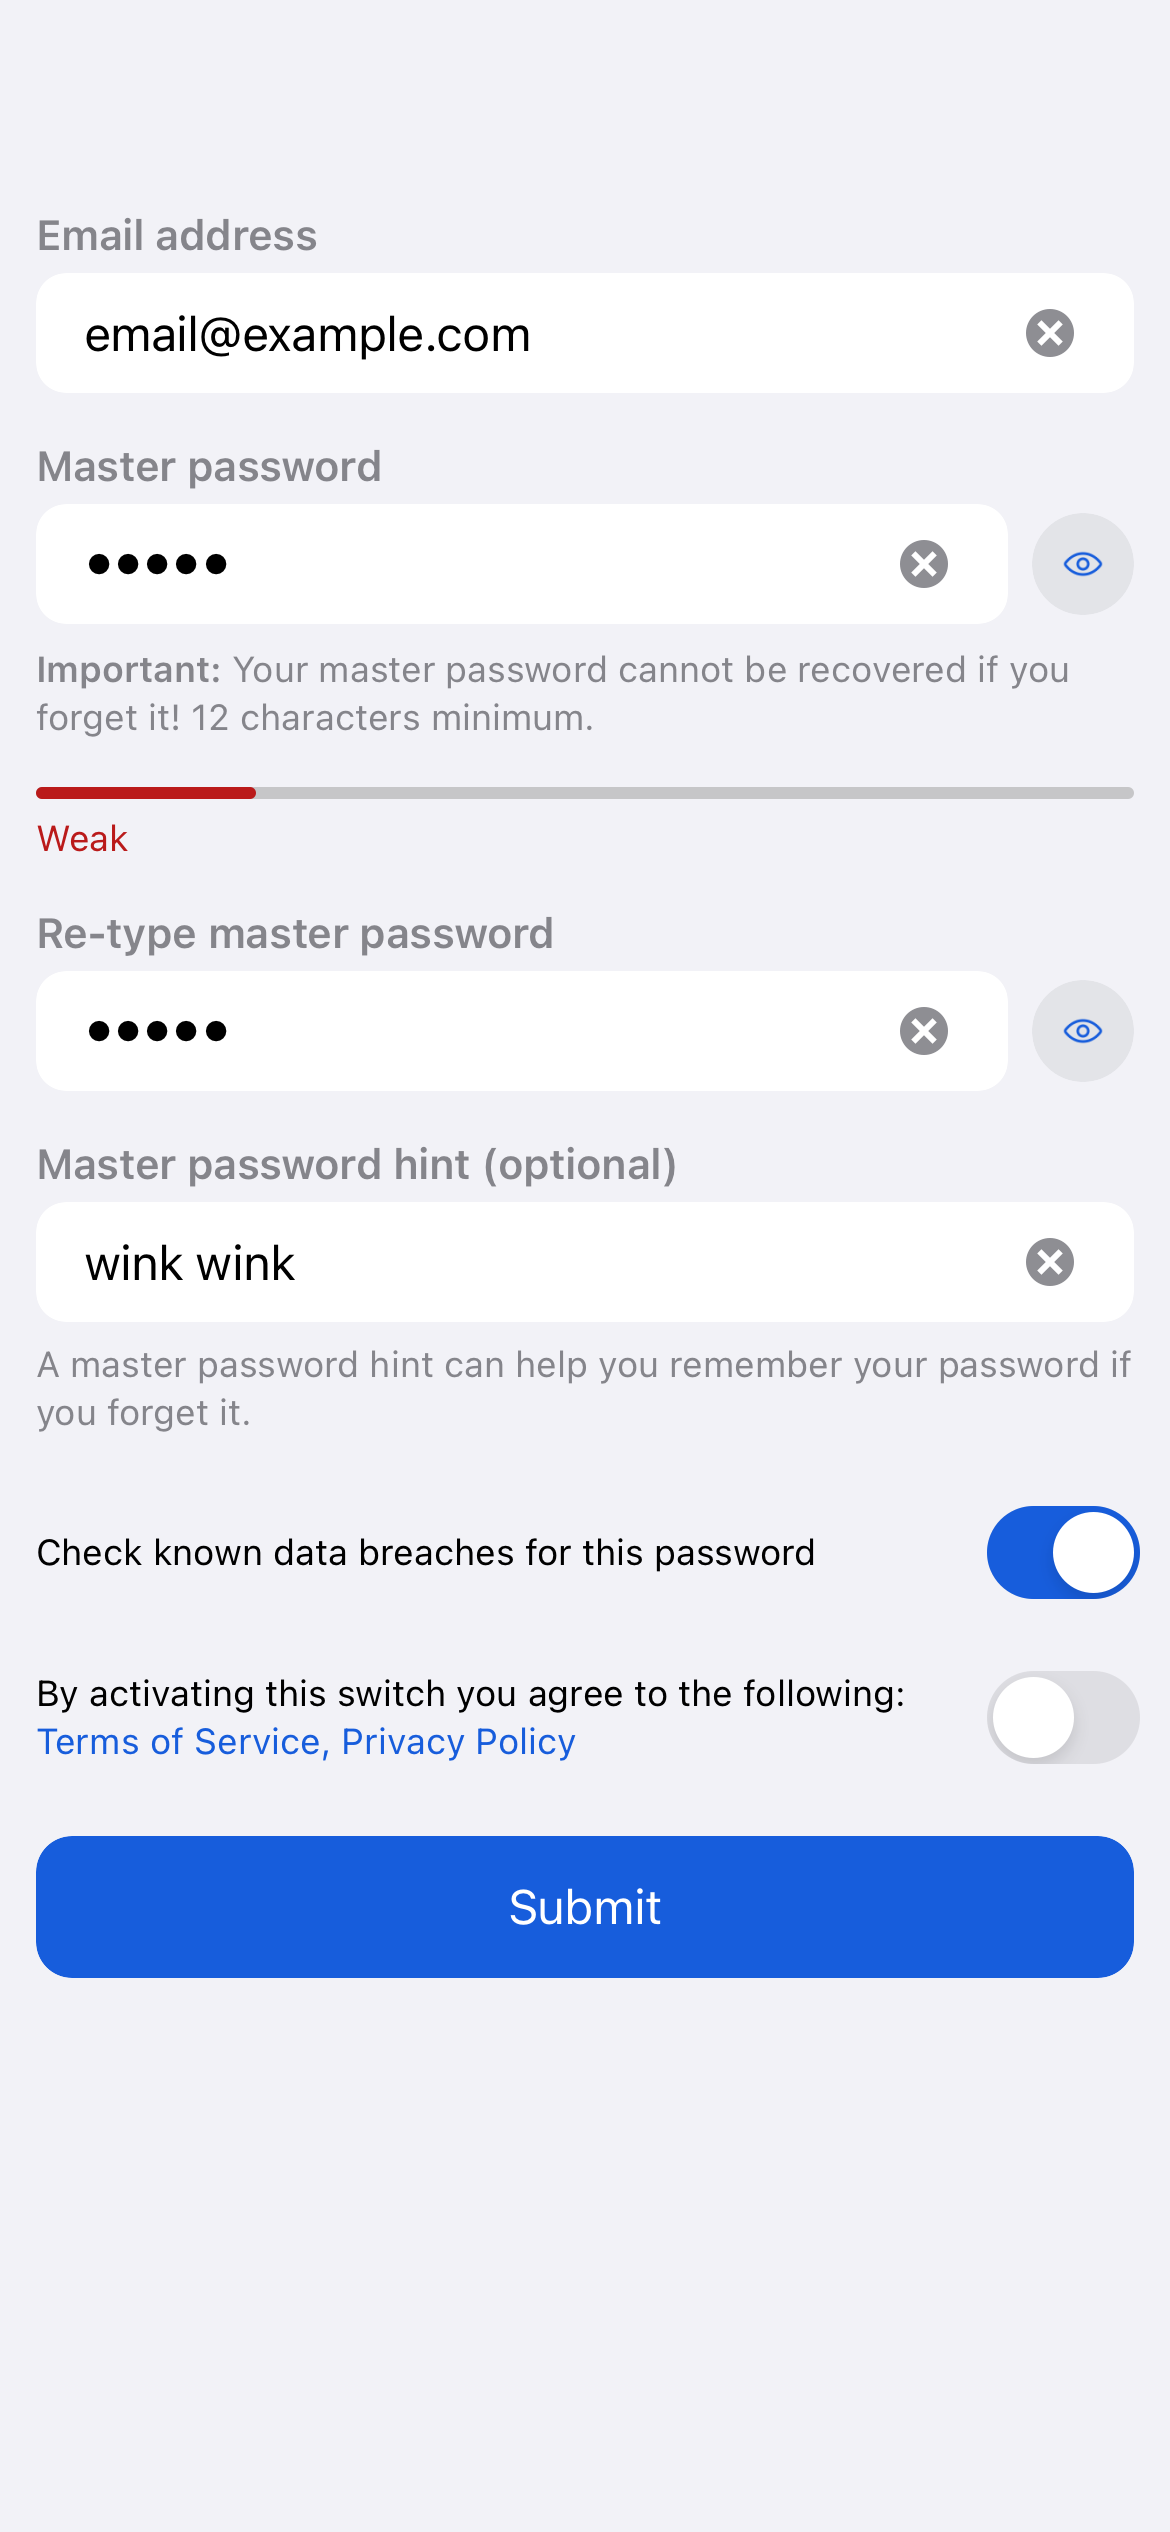 Email address
email@example.com
Master password
•••••
Important: Your master password cannot be recovered if you
forget it! 12 characters minimum.
Weak
Re-type master password
•••••
Master password hint (optional)
wink wink
A master password hint can help you remember your password if
you forget it.
Check known data breaches for this password
By activating this switch you agree to the following:
Terms of Service, Privacy Policy
Submit